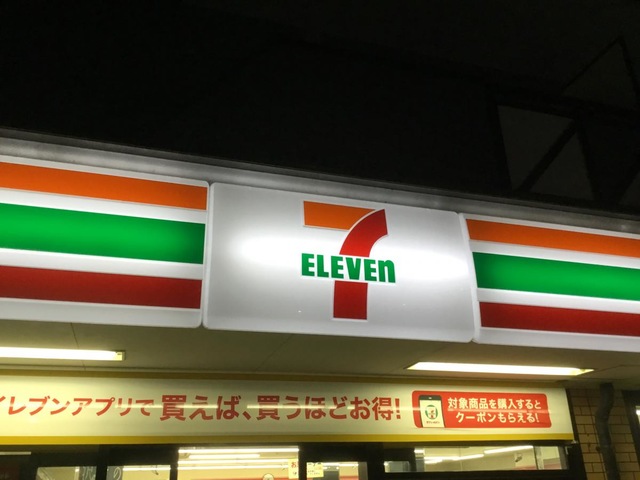 7
ELEVEn
イレブンアプリで 買えば、買うほどお得!
対象商品を購入すると
クーポンもらえる!